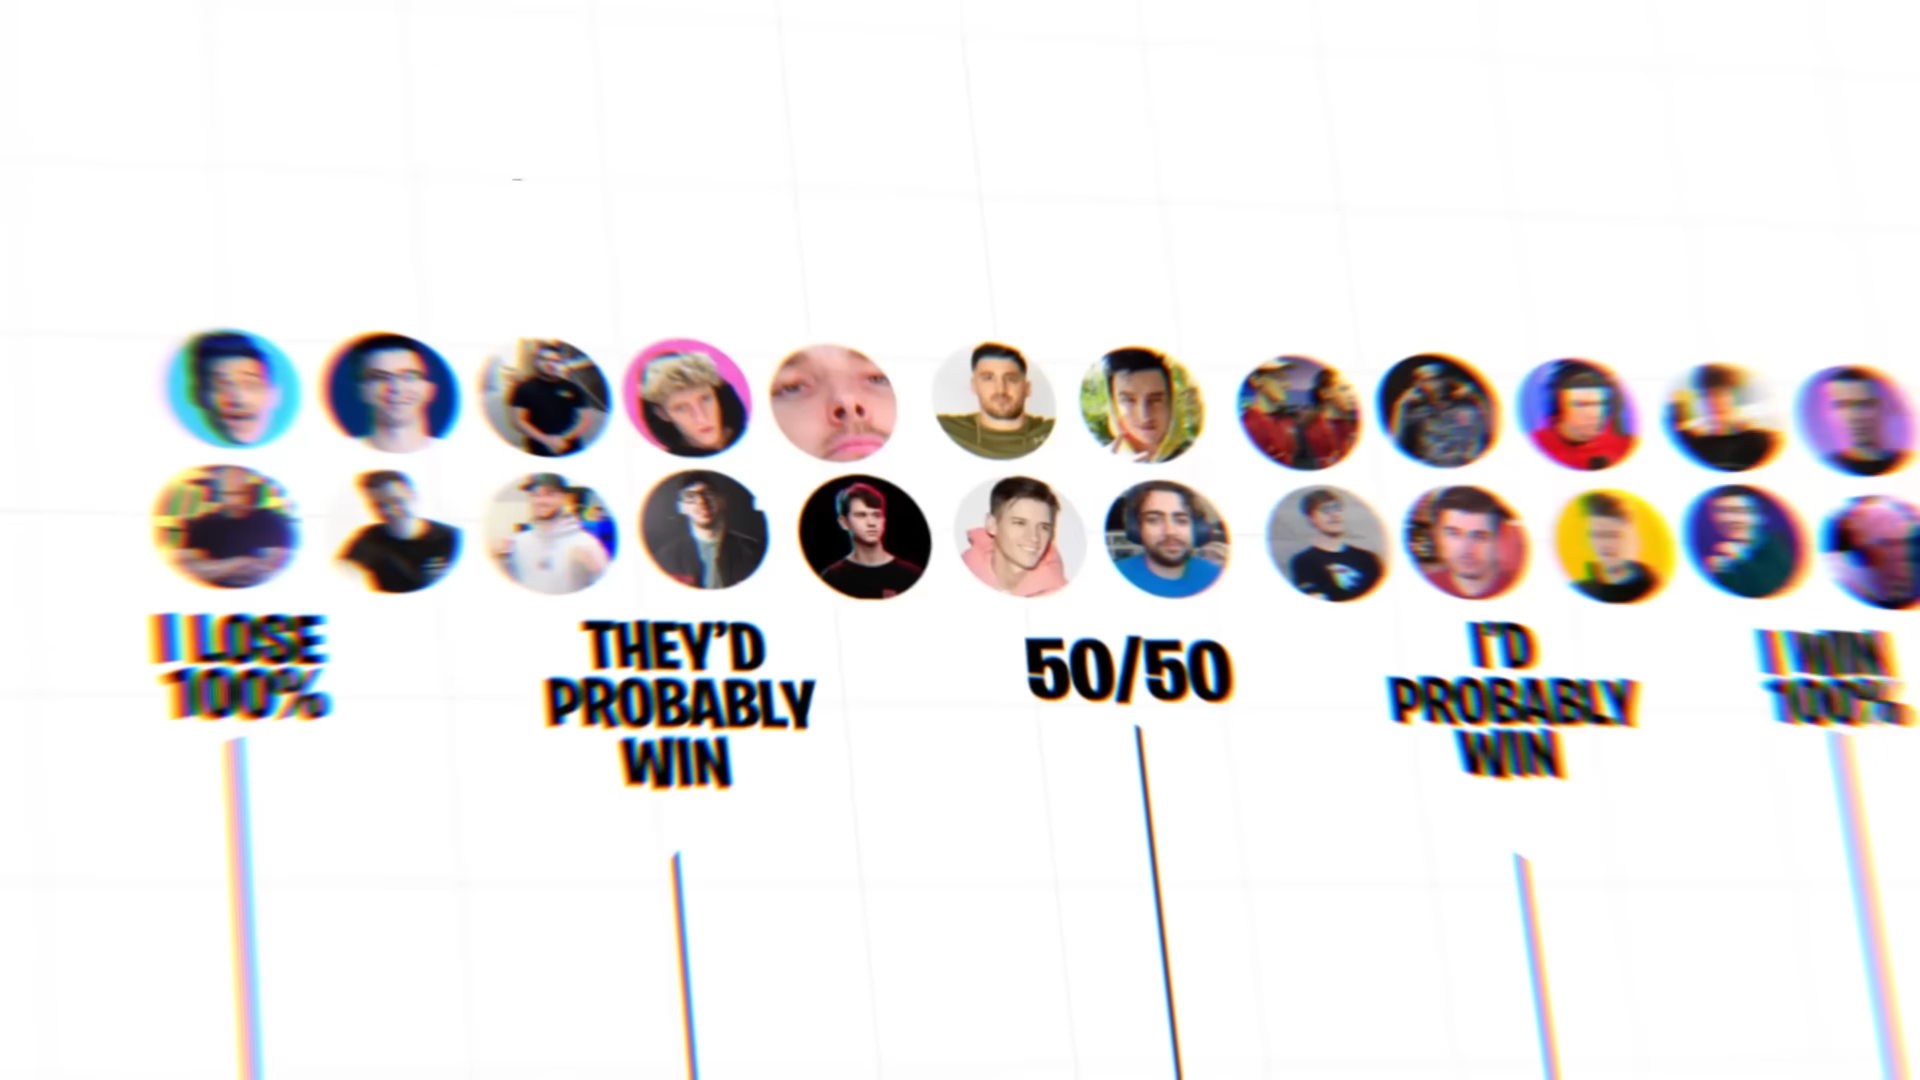 I LOSE
100%
THEY'D
PROBABLY
WIN
50/50
I'D
PROBABLY
WIN
I WIN
100%